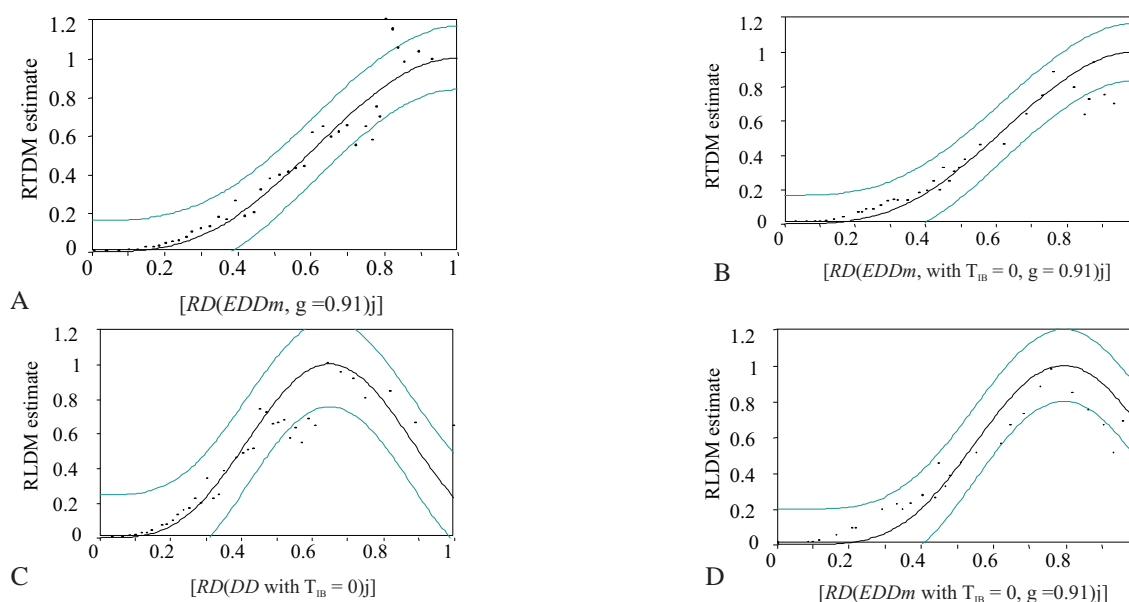 1.2
1
0.8
0.6
0.4
0.2
0
RTDM estimate
0 0.2 0.4 0.6 0.8 1
A
[RD(EDDm, g =0.91)j]
1.2
1
0.8
0.6
0.4
0.2
0
RTDM estimate
0 0.2 0.4 0.6 0.8
B
[RD(EDDm, with TIB = 0, g = 0.91)j]
1.2
1
0.8
0.6
0.4
0.2
0
RLDM estimate
0 0.2 0.4 0.6 0.8 1
C
[RD(DD with TIB = 0)j]
1.2
1
0.8
0.6
0.4
0.2
0
RLDM estimate
0 0.2 0.4 0.6 0.8
D
[RD(EDDm with TIB = 0, g =0.91)j]